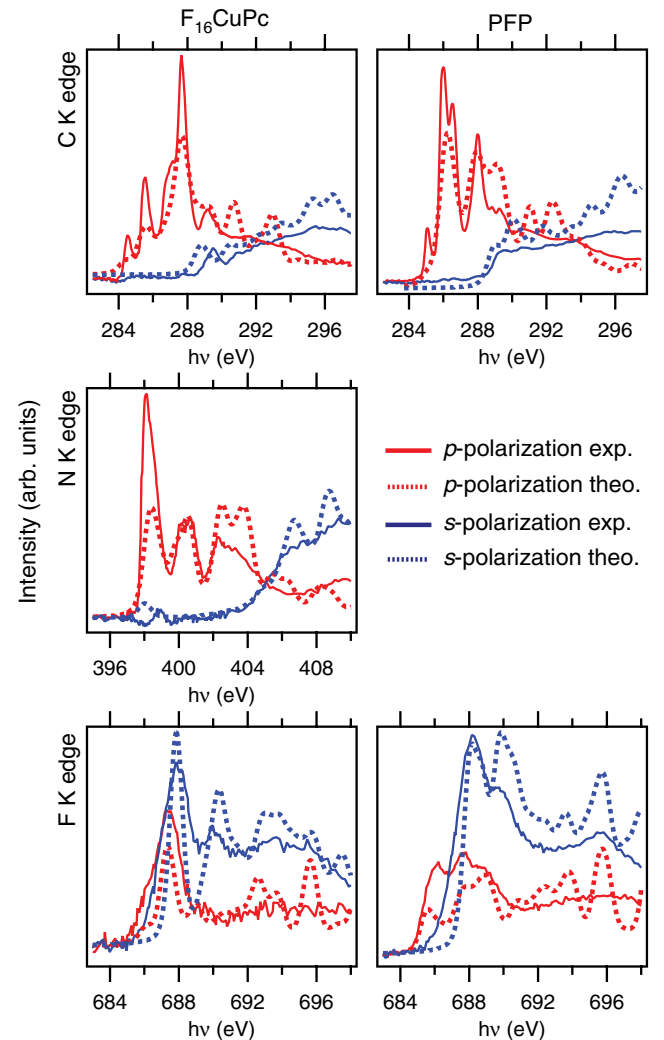 F₁₆CuPc
PFP
C K edge
284 288 292 296
hν (eV)
284 288 292 296
hν (eV)
Intensity (arb. units)
N K edge
396 400 404 408
hν (eV)
p-polarization exp.
p-polarization theo.
s-polarization exp.
s-polarization theo.
F K edge
684 688 692 696
hν (eV)
684 688 692 696
hν (eV)